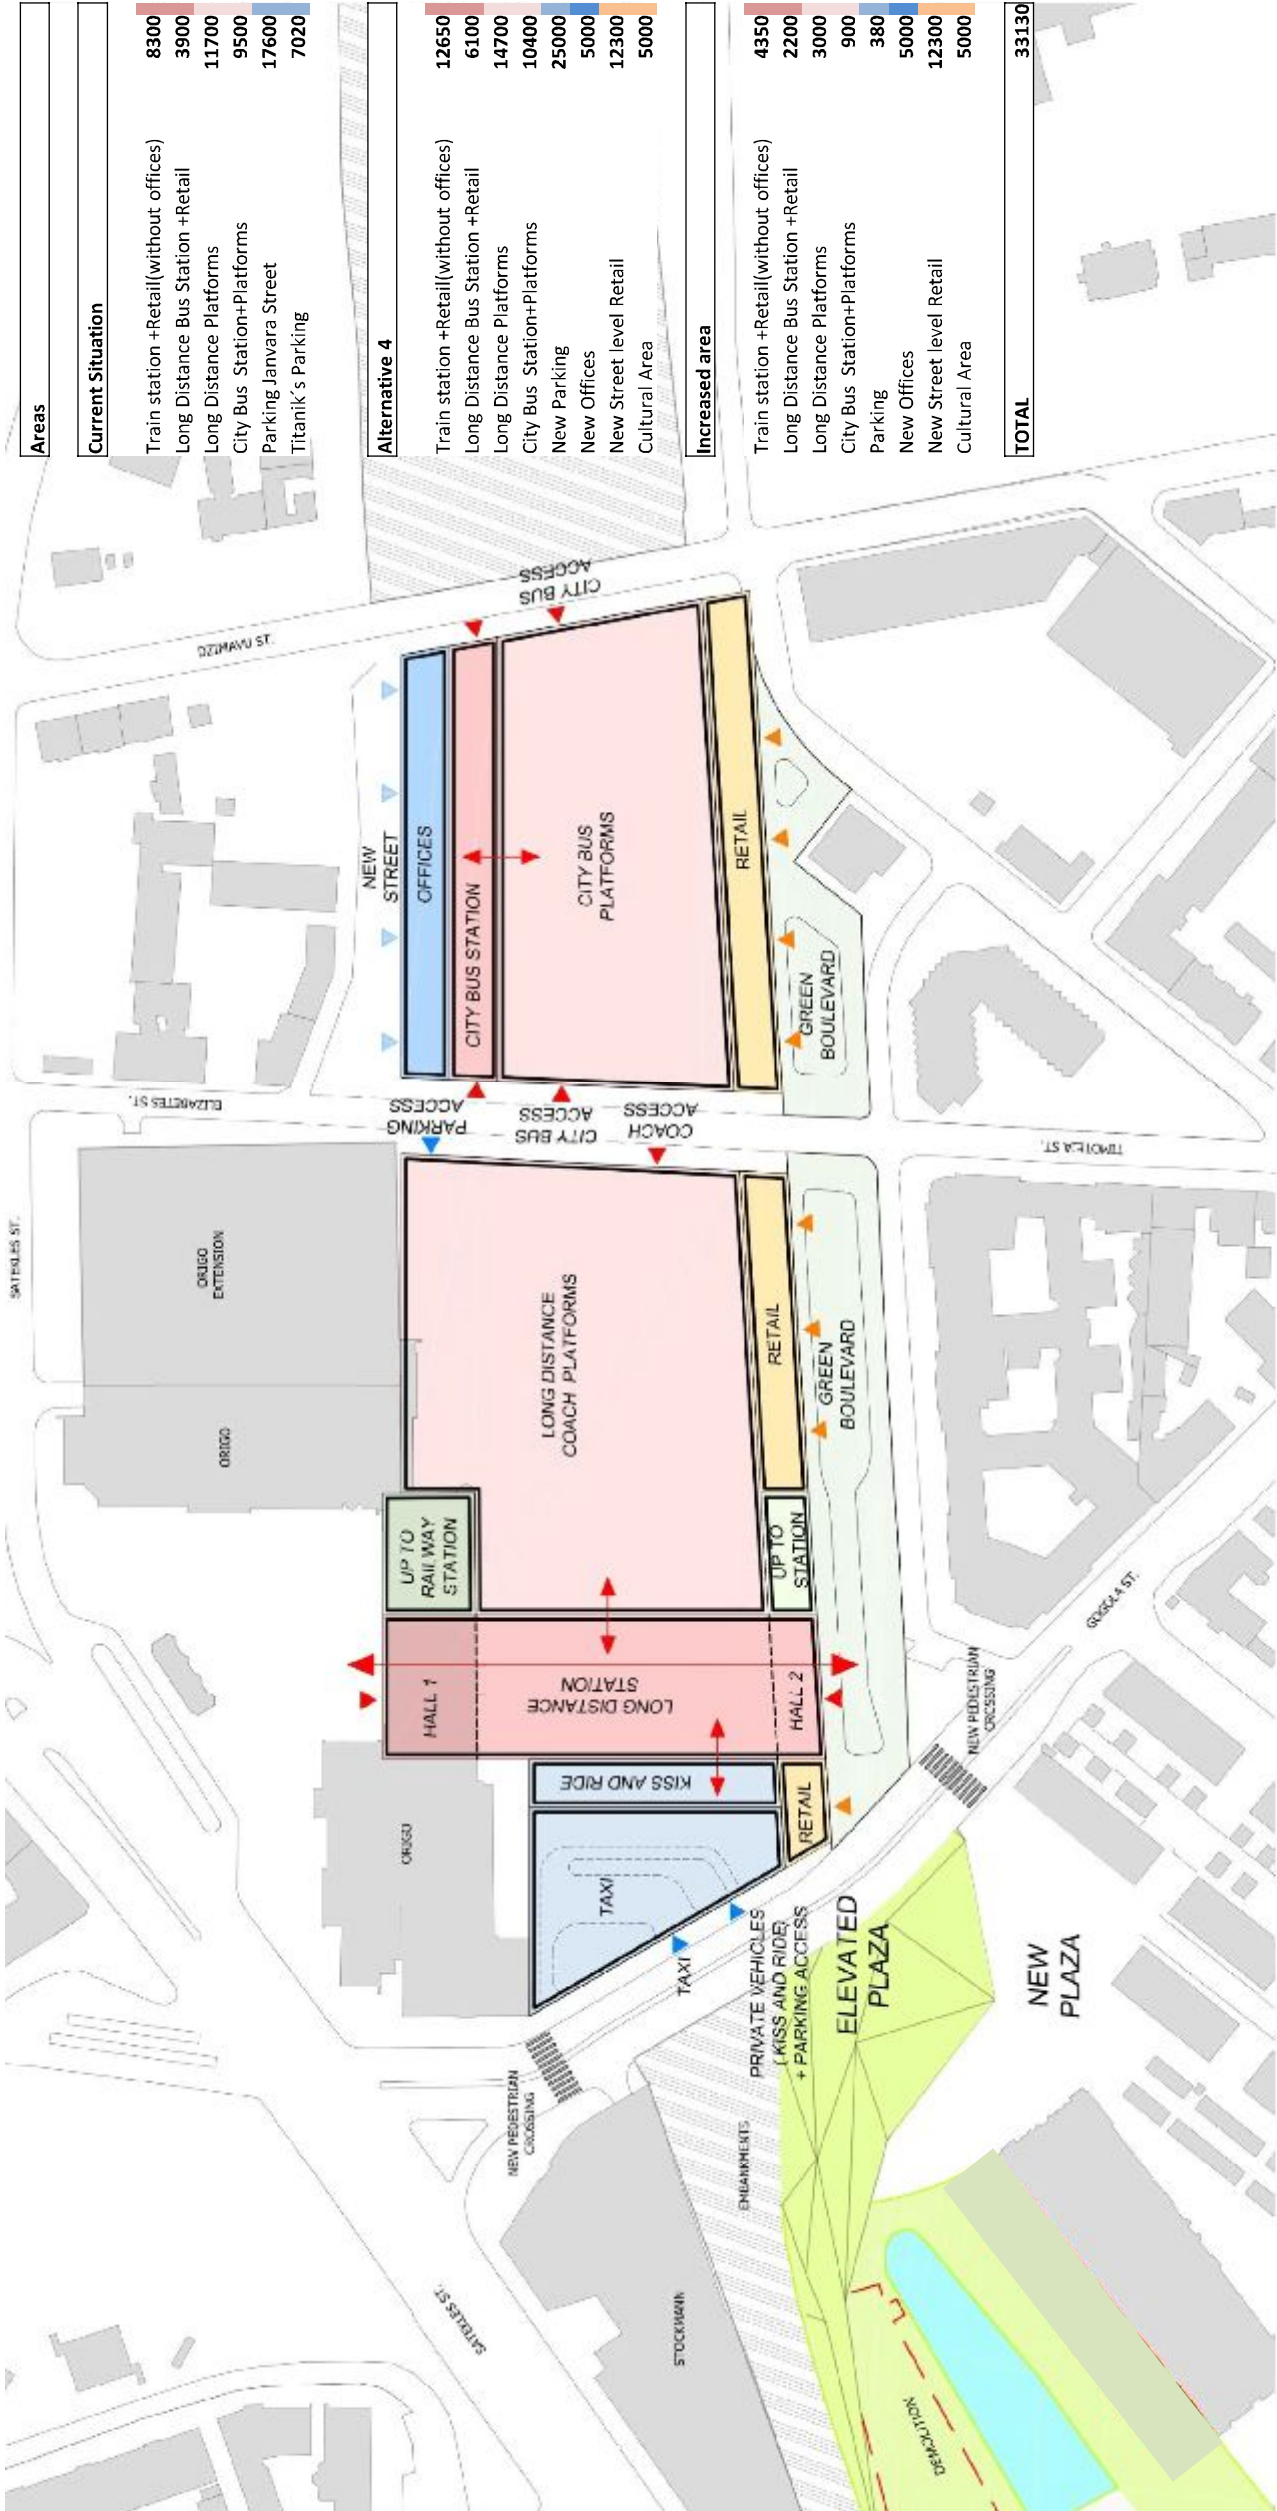 Areas
Current Situation
Train station +Retail(without offices) 8300
Long Distance Bus Station +Retail 3900
Long Distance Platforms 11700
City Bus Station+Platforms 9500
Parking Janvara Street 17600
Titanik´s Parking 7020
Alternative 4
Train station +Retail(without offices) 12650
Long Distance Bus Station +Retail 6100
Long Distance Platforms 14700
City Bus Station+Platforms 10400
New Parking 25000
New Offices 5000
New Street level Retail 12300
Cultural Area 5000
Increased area
Train station +Retail(without offices) 4350
Long Distance Bus Station +Retail 2200
Long Distance Platforms 3000
City Bus Station+Platforms 900
Parking 380
New Offices 5000
New Street level Retail 12300
Cultural Area 5000
TOTAL 33130
SATEKLES ST.
ORIGO
EXTENSION
ORIGO
ELIZABETES ST.
DZIRNAVU ST.
NEW
STREET
OFFICES
CITY BUS STATION
CITY BUS
PLATFORMS
RETAIL
GREEN
BOULEVARD
CITY BUS
ACCESS
PARKING
ACCESS
CITY BUS
ACCESS
COACH
ACCESS
TIMOTEJA ST.
LONG DISTANCE
COACH PLATFORMS
RETAIL
GREEN
BOULEVARD
UP TO
RAILWAY
STATION
UP TO
STATION
HALL 1
LONG DISTANCE
STATION
HALL 2
KISS AND RIDE
RETAIL
TAXI
ORIGO
TAXI
PRIVATE VEHICLES
( KISS AND RIDE)
+ PARKING ACCESS
GOGOLA ST.
NEW PEDESTRIAN
CROSSING
NEW PEDESTRIAN
CROSSING
ELEVATED
PLAZA
NEW
PLAZA
EMBANKMENTS
STOCKMANN
SATEKLES ST.
DEMOLITION